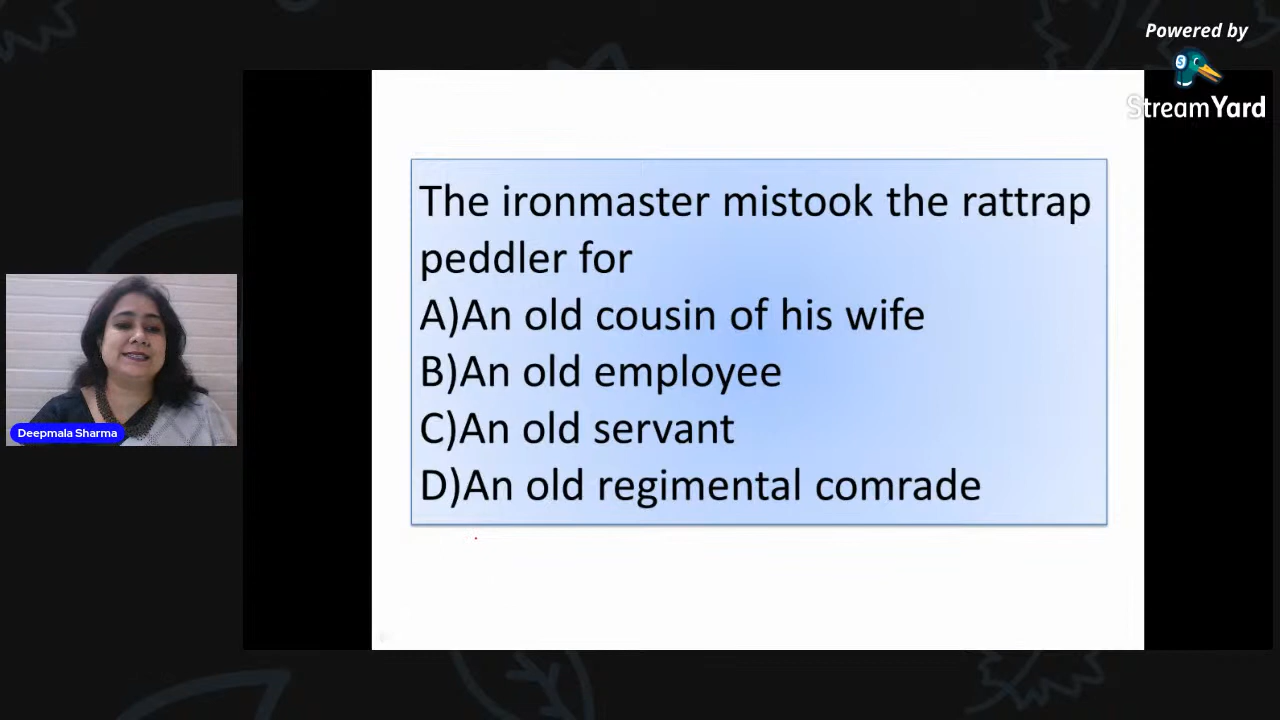 Powered by
StreamYard
The ironmaster mistook the rattrap
peddler for
A)An old cousin of his wife
B)An old employee
C)An old servant
D)An old regimental comrade
Deepmala Sharma